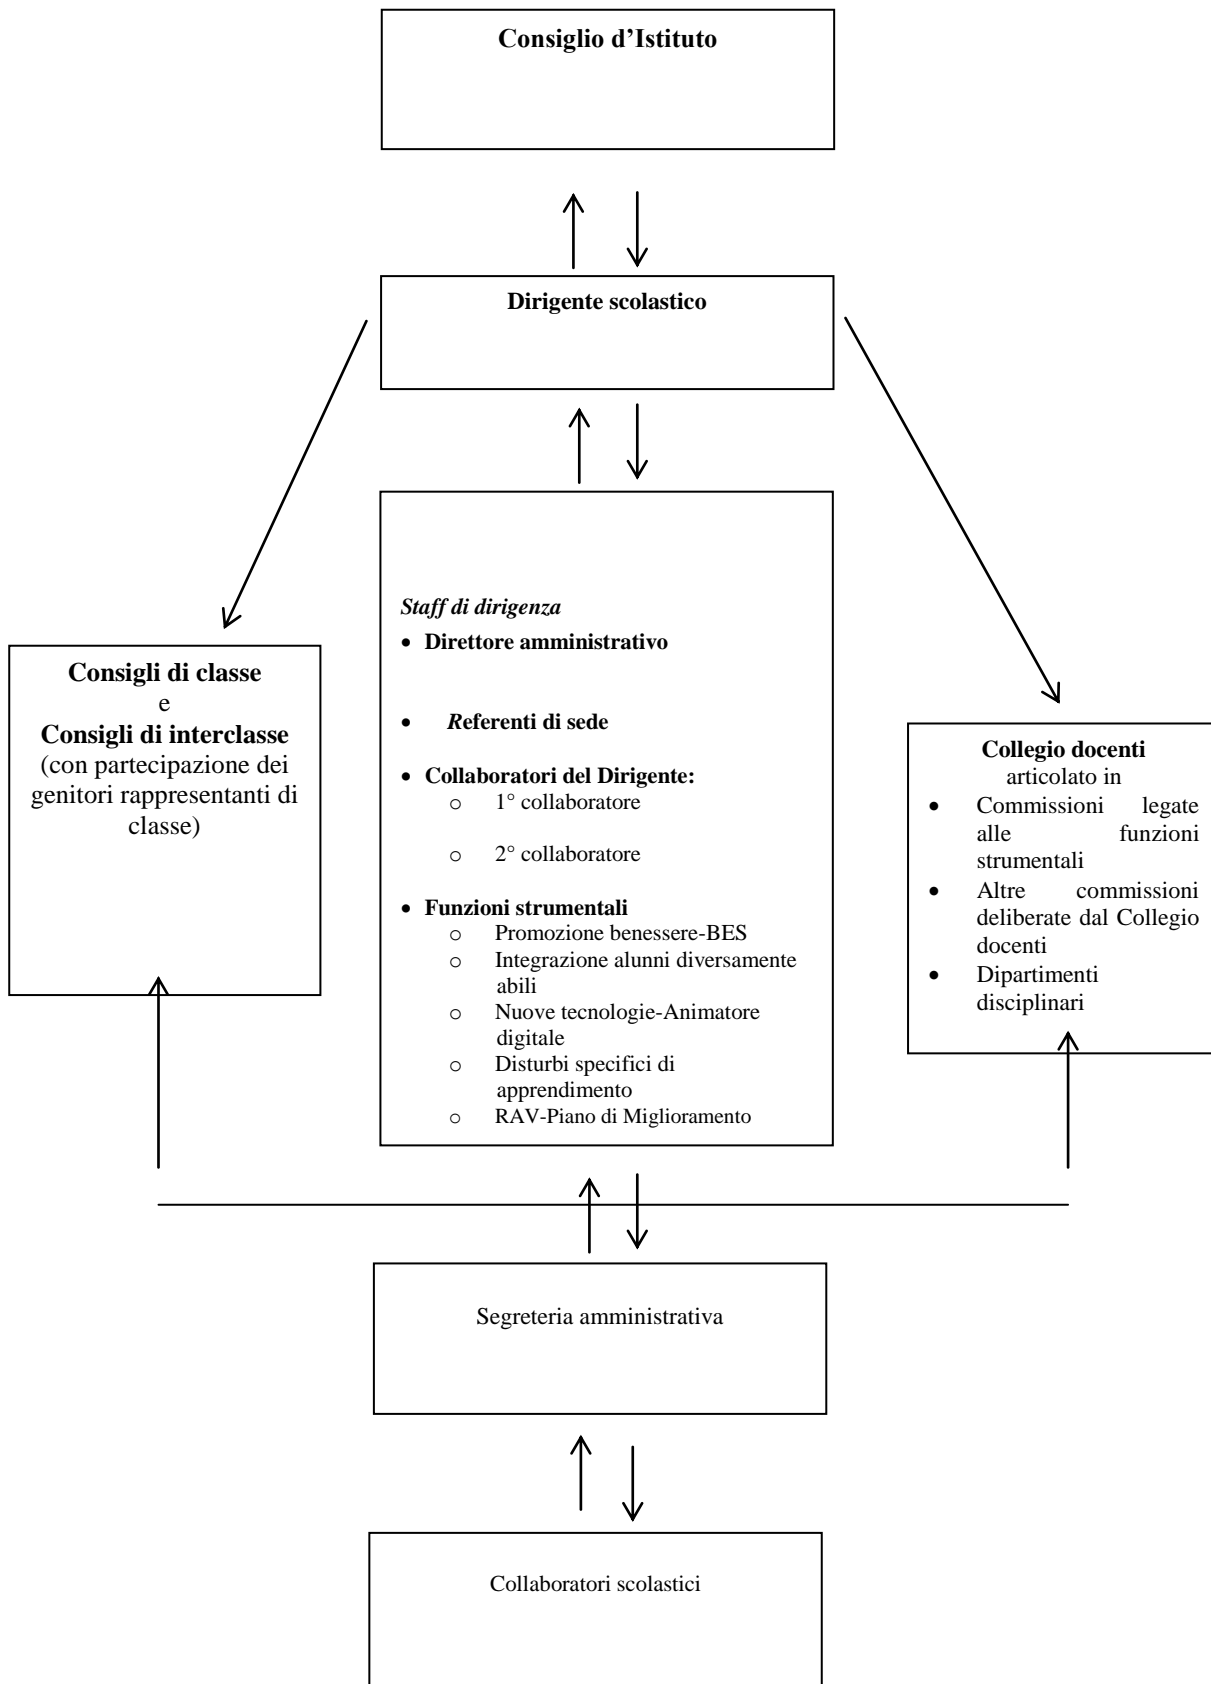 Consiglio d’Istituto
Dirigente scolastico
Staff di dirigenza
• Direttore amministrativo
• Referenti di sede
• Collaboratori del Dirigente:
o 1° collaboratore
o 2° collaboratore
• Funzioni strumentali
o Promozione benessere-BES
o Integrazione alunni diversamente
abili
o Nuove tecnologie-Animatore
digitale
o Disturbi specifici di
apprendimento
o RAV-Piano di Miglioramento
Consigli di classe
e
Consigli di interclasse
(con partecipazione dei
genitori rappresentanti di
classe)
Collegio docenti
articolato in
• Commissioni legate
alle funzioni
strumentali
• Altre commissioni
deliberate dal Collegio
docenti
• Dipartimenti
disciplinari
Segreteria amministrativa
Collaboratori scolastici